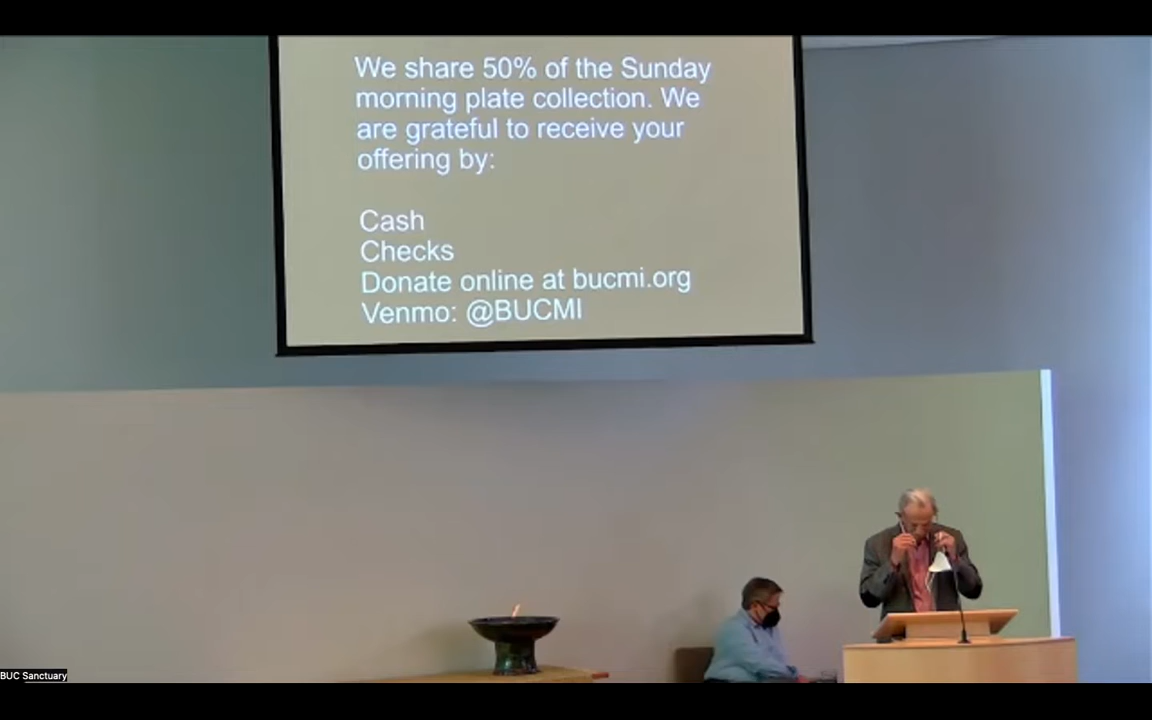 We share 50% of the Sunday
morning plate collection. We
are grateful to receive your
offering by:
Cash
Checks
Donate online at bucmi.org
Venmo: @BUCMI
BUC Sanctuary